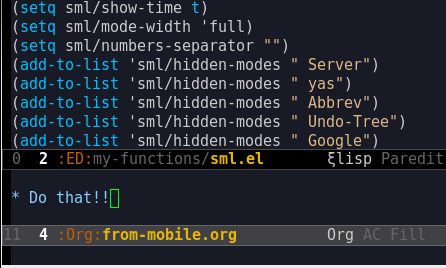 (setq sml/show-time t)
(setq sml/mode-width 'full)
(setq sml/numbers-separator "")
(add-to-list 'sml/hidden-modes " Server")
(add-to-list 'sml/hidden-modes " yas")
(add-to-list 'sml/hidden-modes " Abbrev")
(add-to-list 'sml/hidden-modes " Undo-Tree")
(add-to-list 'sml/hidden-modes " Google")
0 2 :ED:my-functions/sml.el ξlisp Paredit
* Do that!!
11 4 :Org:from-mobile.org Org AC Fill